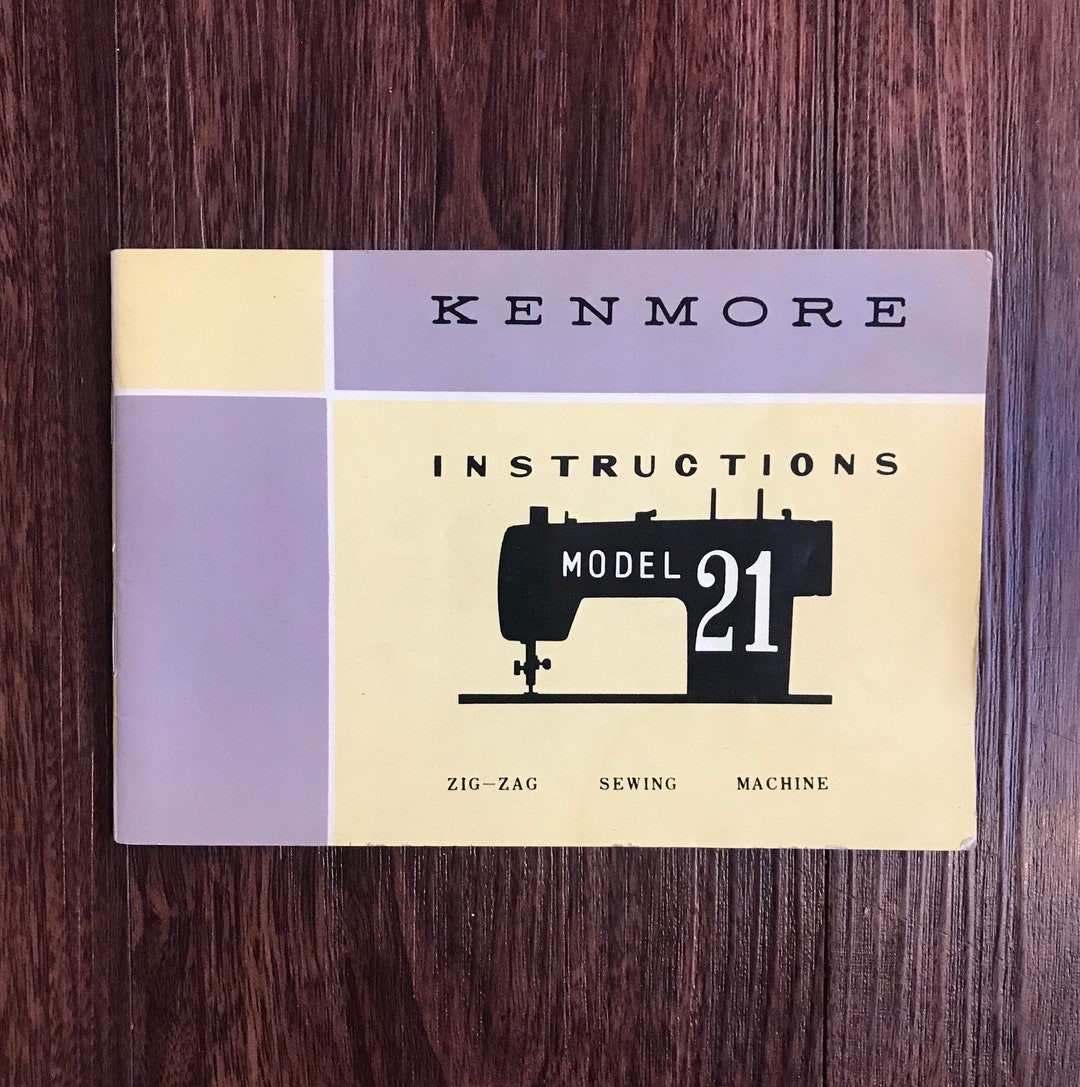 KENMORE
INSTRUCTIONS
MODEL 21
ZIG-ZAG SEWING MACHINE